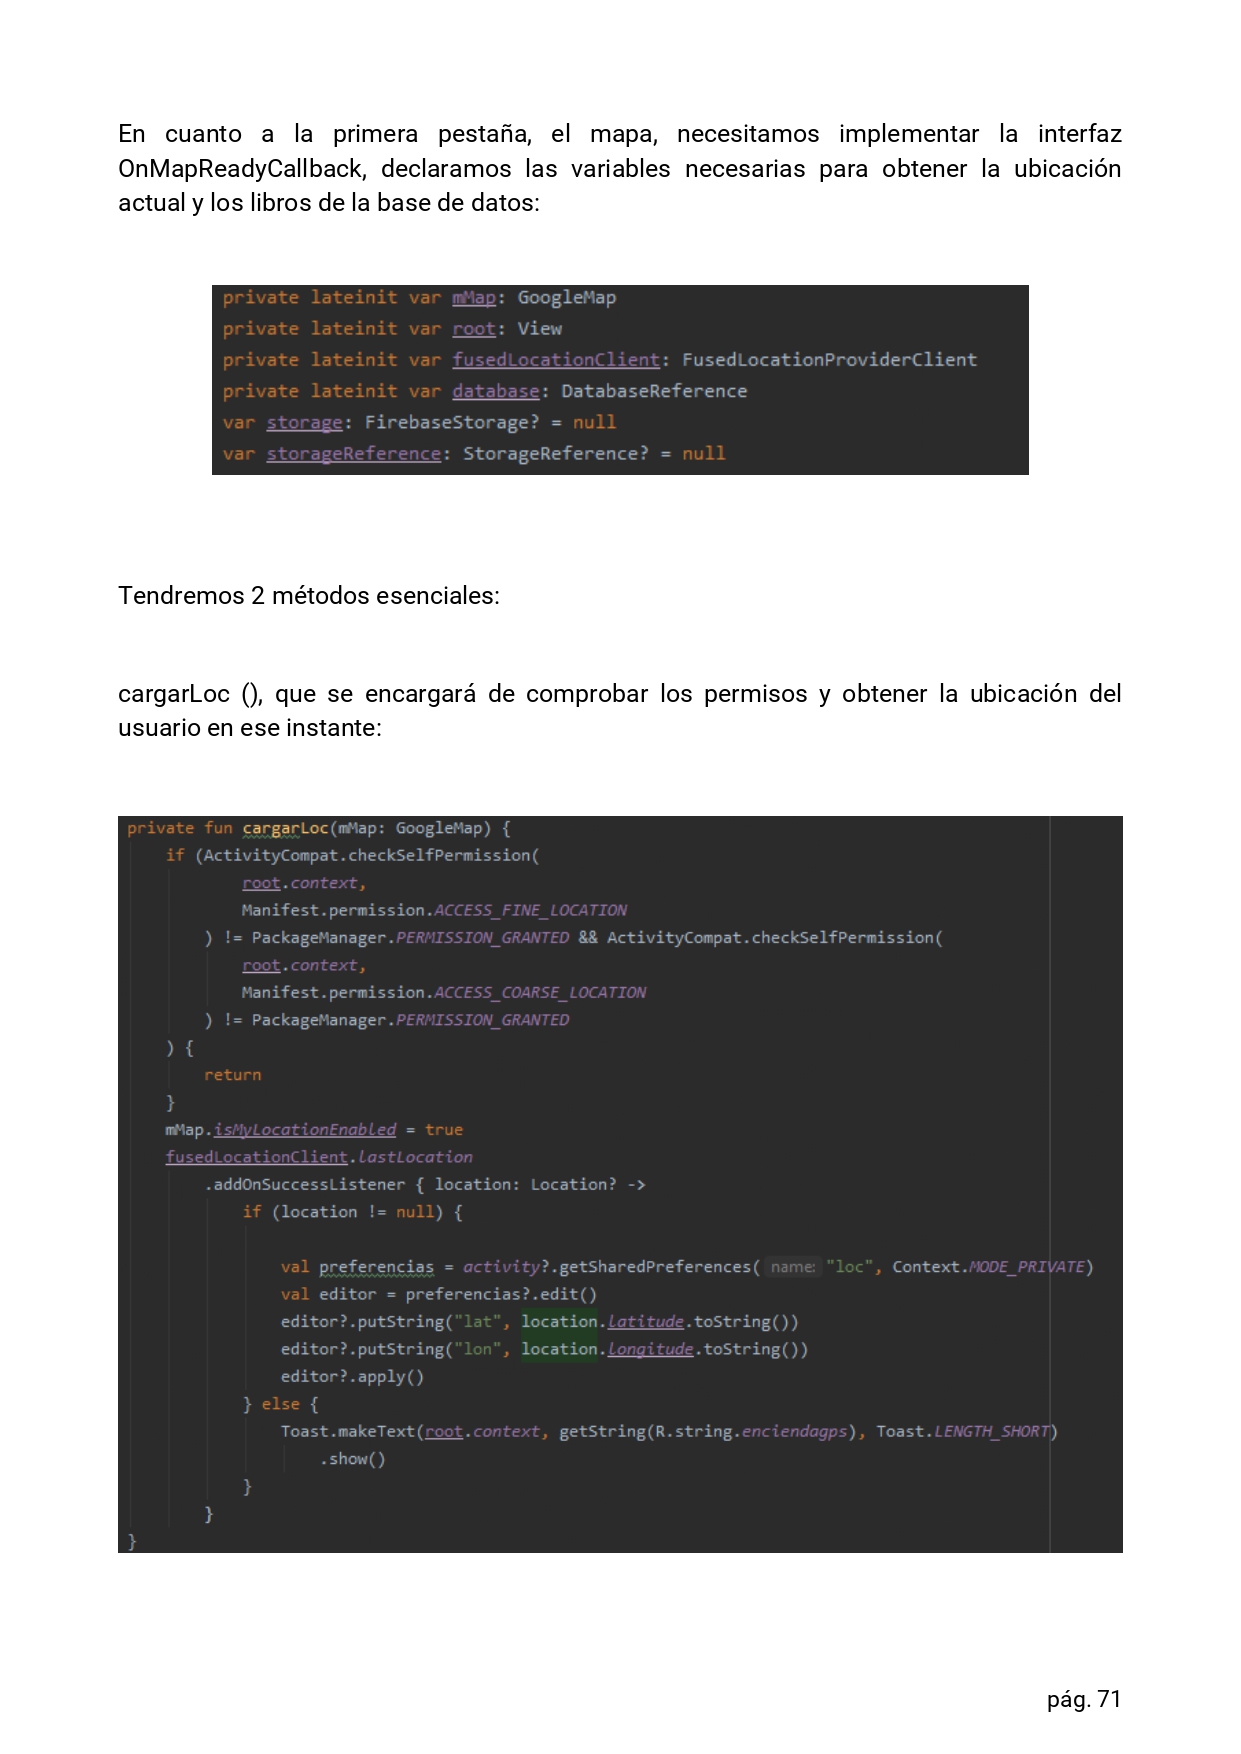 En cuanto a la primera pestaña, el mapa, necesitamos implementar la interfaz
OnMapReadyCallback, declaramos las variables necesarias para obtener la ubicación
actual y los libros de la base de datos:
private lateinit var mMap: GoogleMap
private lateinit var root: View
private lateinit var fusedLocationClient: FusedLocationProviderClient
private lateinit var database: DatabaseReference
var storage: FirebaseStorage? = null
var storageReference: StorageReference? = null
Tendremos 2 métodos esenciales:
cargarLoc (), que se encargará de comprobar los permisos y obtener la ubicación del
usuario en ese instante:
private fun cargarLoc(mMap: GoogleMap) {
if (ActivityCompat.checkSelfPermission(
root.context,
Manifest.permission.ACCESS_FINE_LOCATION
) != PackageManager.PERMISSION_GRANTED && ActivityCompat.checkSelfPermission(
root.context,
Manifest.permission.ACCESS_COARSE_LOCATION
) != PackageManager.PERMISSION_GRANTED
) {
return
}
mMap.isMyLocationEnabled = true
fusedLocationClient.lastLocation
.addOnSuccessListener { location: Location? ->
if (location != null) {
val preferencias = activity?.getSharedPreferences( name: "loc", Context.MODE_PRIVATE)
val editor = preferencias?.edit()
editor?.putString("lat", location.latitude.toString())
editor?.putString("lon", location.longitude.toString())
editor?.apply()
} else {
Toast.makeText(root.context, getString(R.string.enciendagps), Toast.LENGTH_SHORT)
.show()
}
}
}
pág. 71